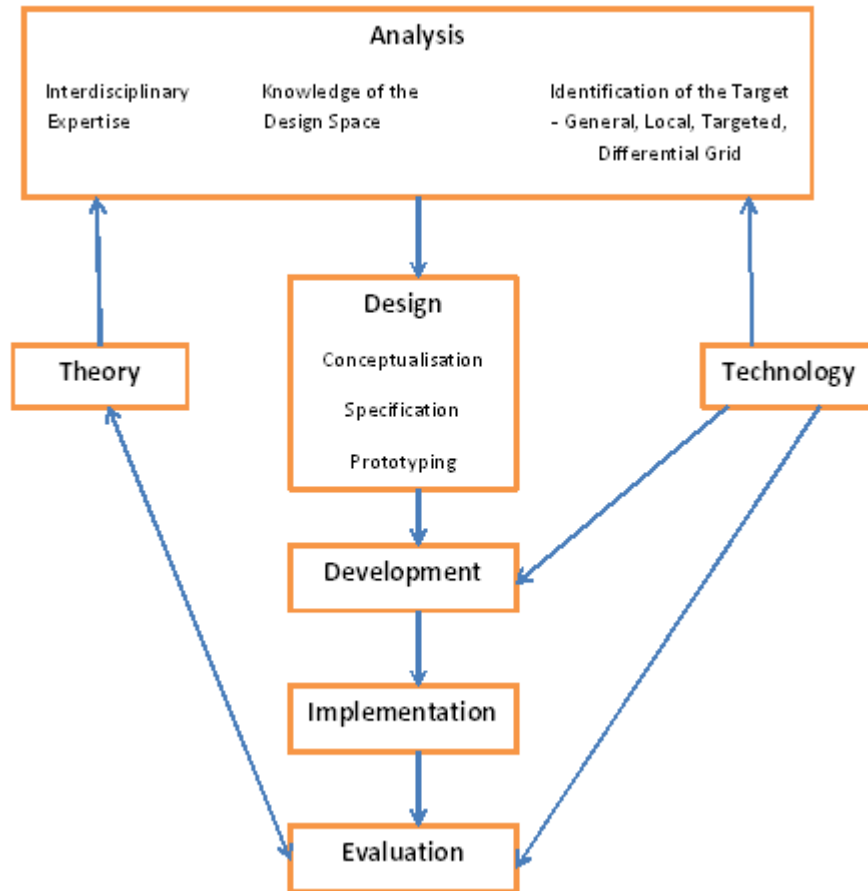 Analysis
Interdisciplinary
Expertise
Knowledge of the
Design Space
Identification of the Target
- General, Local, Targeted,
Differential Grid
Design
Conceptualisation
Specification
Prototyping
Theory
Technology
Development
Implementation
Evaluation